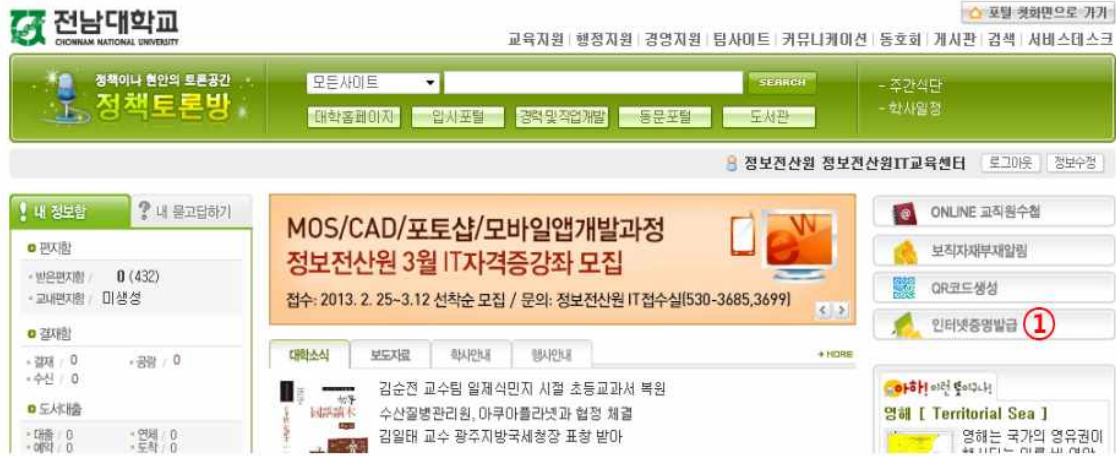 포털 첫화면으로 가기
전남대학교
CHONNAM NATIONAL UNIVERSITY
교육지원 | 행정지원 | 경영지원 | 팀사이트 | 커뮤니케이션 | 동호회 | 게시판 | 검색 | 서비스데스크
정책이나 현안의 토론공간
정책토론방
모든사이트
SEARCH
대학홈페이지 입시포털 경력및직업개발 동문포털 도서관
- 주간식단
- 학사일정
정보전산원 정보전산원IT교육센터 로그아웃 정보수정
내 정보함 내 묻고답하기
편지함
받은편지함 / 0 (432)
교내편지함 / 미생성
결재함
결재 / 0 공람 / 0
수신 / 0
도서대출
대출 / 0 연체 / 0
예약 / 0 도착 / 0
MOS/CAD/포토샵/모바일앱개발과정
정보전산원 3월 IT자격증강좌 모집
접수: 2013. 2. 25~3.12 선착순 모집 / 문의: 정보전산원 IT접수실(530-3685,3699)
대학소식 보도자료 학사안내 행사안내 MORE
김순전 교수팀 일제식민지 시절 초등교과서 복원
수산질병관리원, 아쿠아플라넷과 협정 체결
김일태 교수 광주지방국세청장 표창 받아
ONLINE 교직원수첩
보직자재부재알림
QR코드생성
인터넷증명발급 ①
아하! 이런 뜻이구나!
영해 [ Territorial Sea ]
영해는 국가의 영유권이